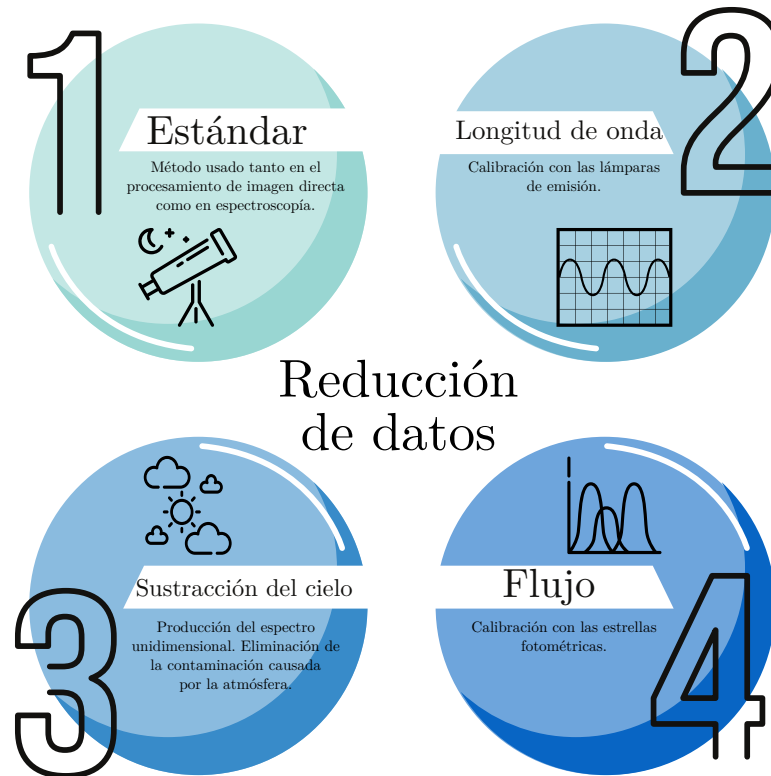 1
Estándar
Método usado tanto en el
procesamiento de imagen directa
como en espectroscopía.
2
Longitud de onda
Calibración con las lámparas
de emisión.
Reducción
de datos
3
Sustracción del cielo
Producción del espectro
unidimensional. Eliminación de
la contaminación causada
por la atmósfera.
4
Flujo
Calibración con las estrellas
fotométricas.